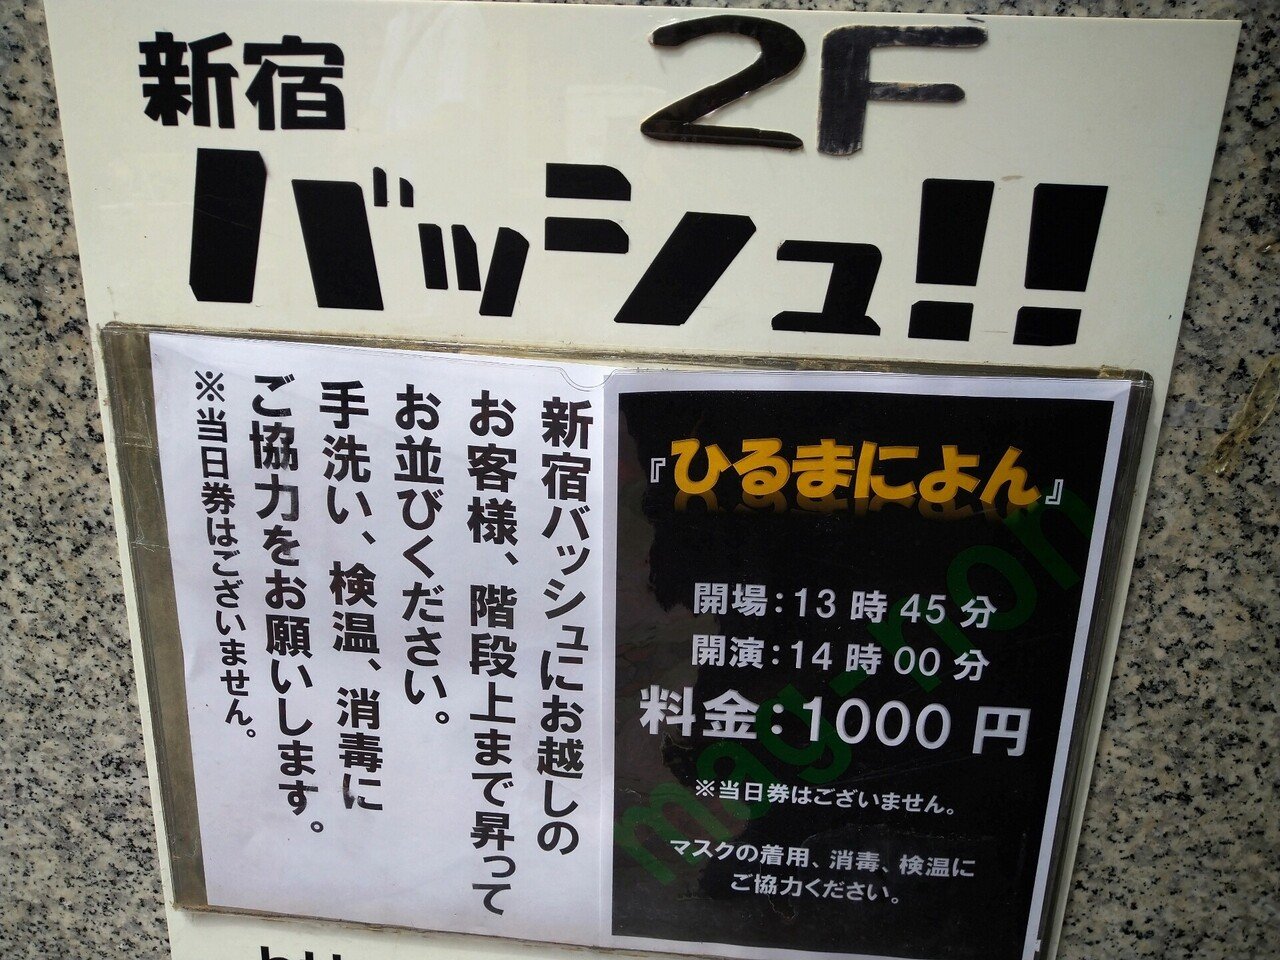 新宿
2F
バッシュ!!
新宿バッシュにお越しの
お客様、階段上まで昇って
お並びください。
手洗い、検温、消毒に
ご協力をお願いします。
※当日券はございません。
『ひるまによん』
開場:13時45分
開演:14時00分
料金:1000円
※当日券はございません。
マスクの着用、消毒、検温に
ご協力ください。
mag-non